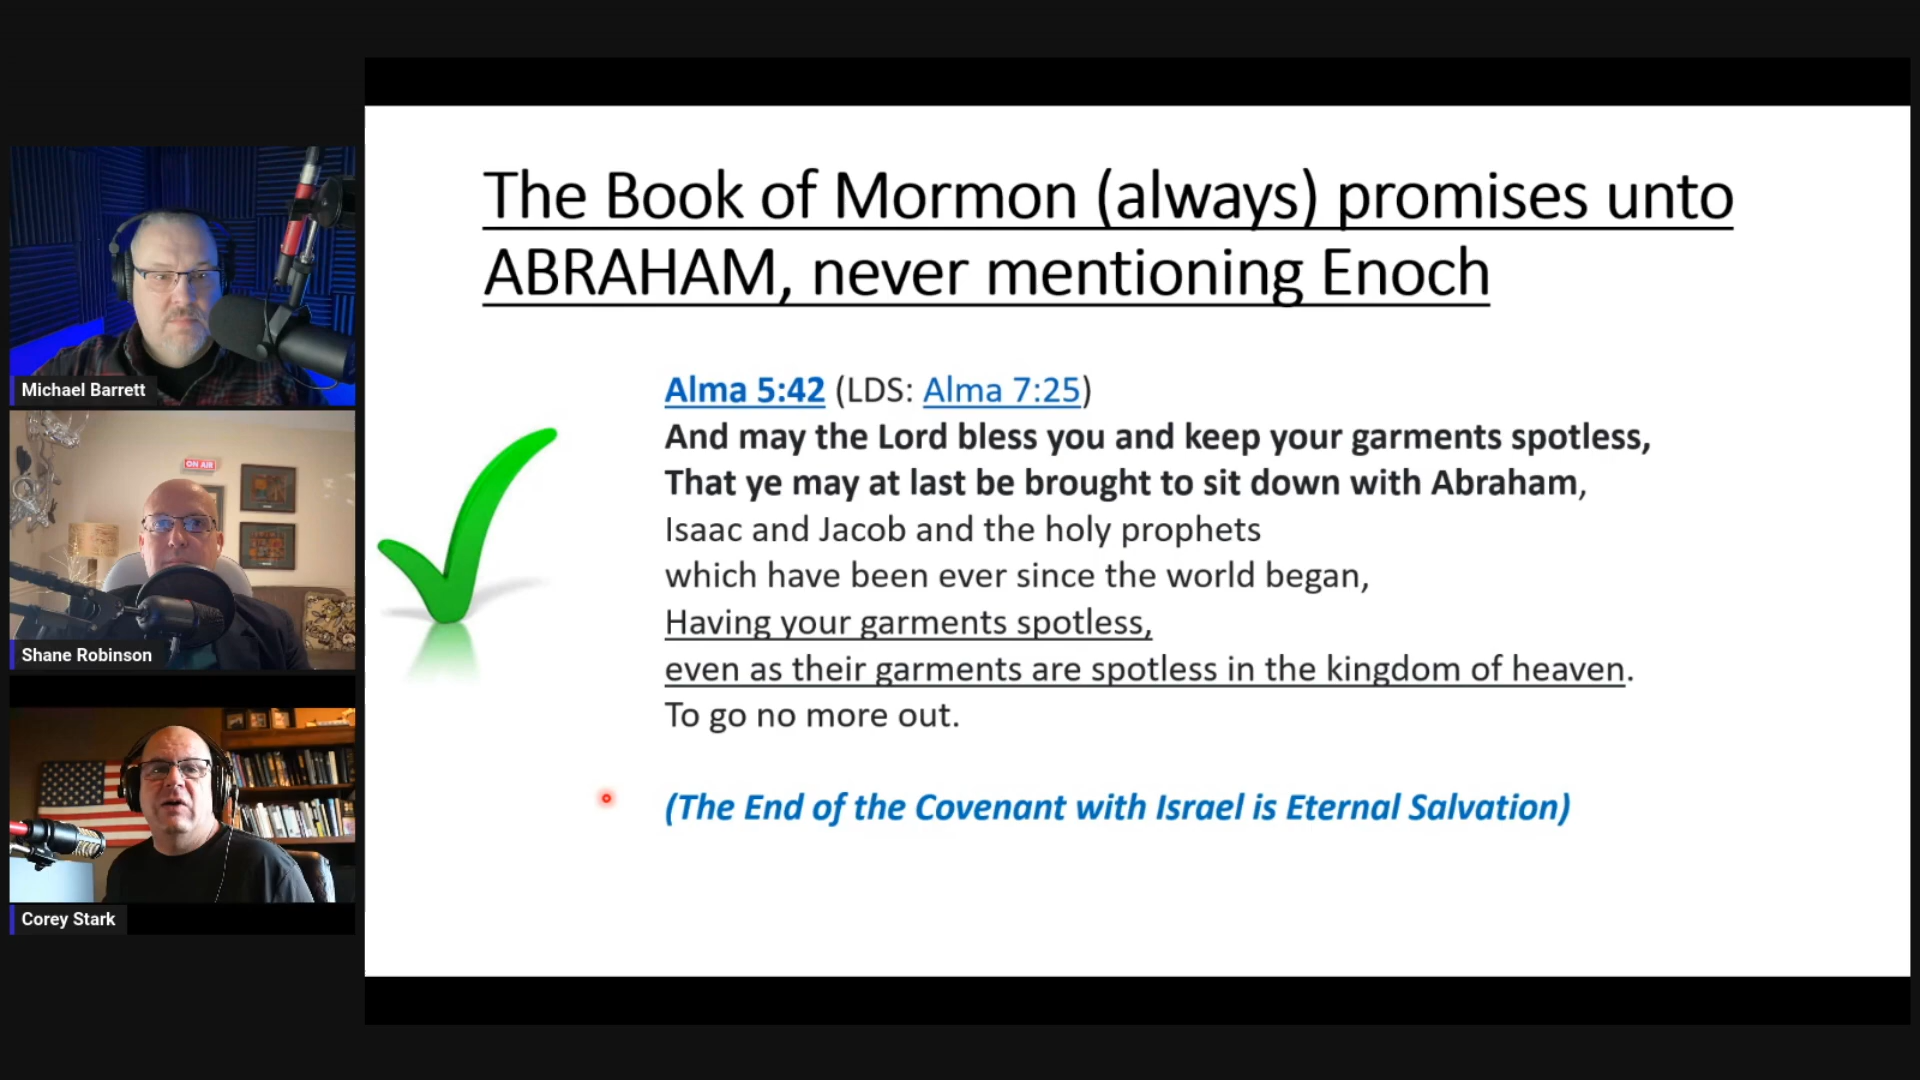 The Book of Mormon (always) promises unto
ABRAHAM, never mentioning Enoch
Alma 5:42 (LDS: Alma 7:25)
And may the Lord bless you and keep your garments spotless,
That ye may at last be brought to sit down with Abraham,
Isaac and Jacob and the holy prophets
which have been ever since the world began,
Having your garments spotless,
even as their garments are spotless in the kingdom of heaven.
To go no more out.
(The End of the Covenant with Israel is Eternal Salvation)
Michael Barrett
ON AIR
Shane Robinson
Corey Stark